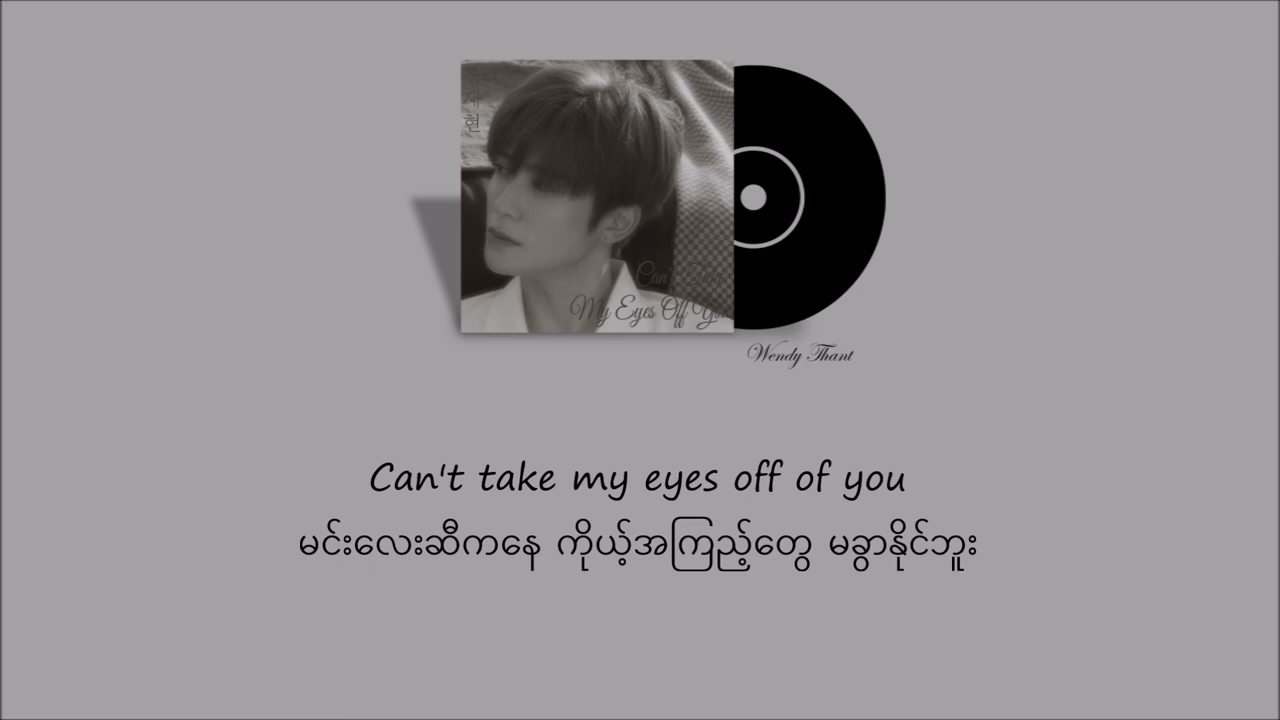 재
현
Can't Take
My Eyes Off You
Wendy Thant
Can't take my eyes off of you
မင်းလေးဆီကနေ ကိုယ့်အကြည့်တွေ မခွာနိုင်ဘူး